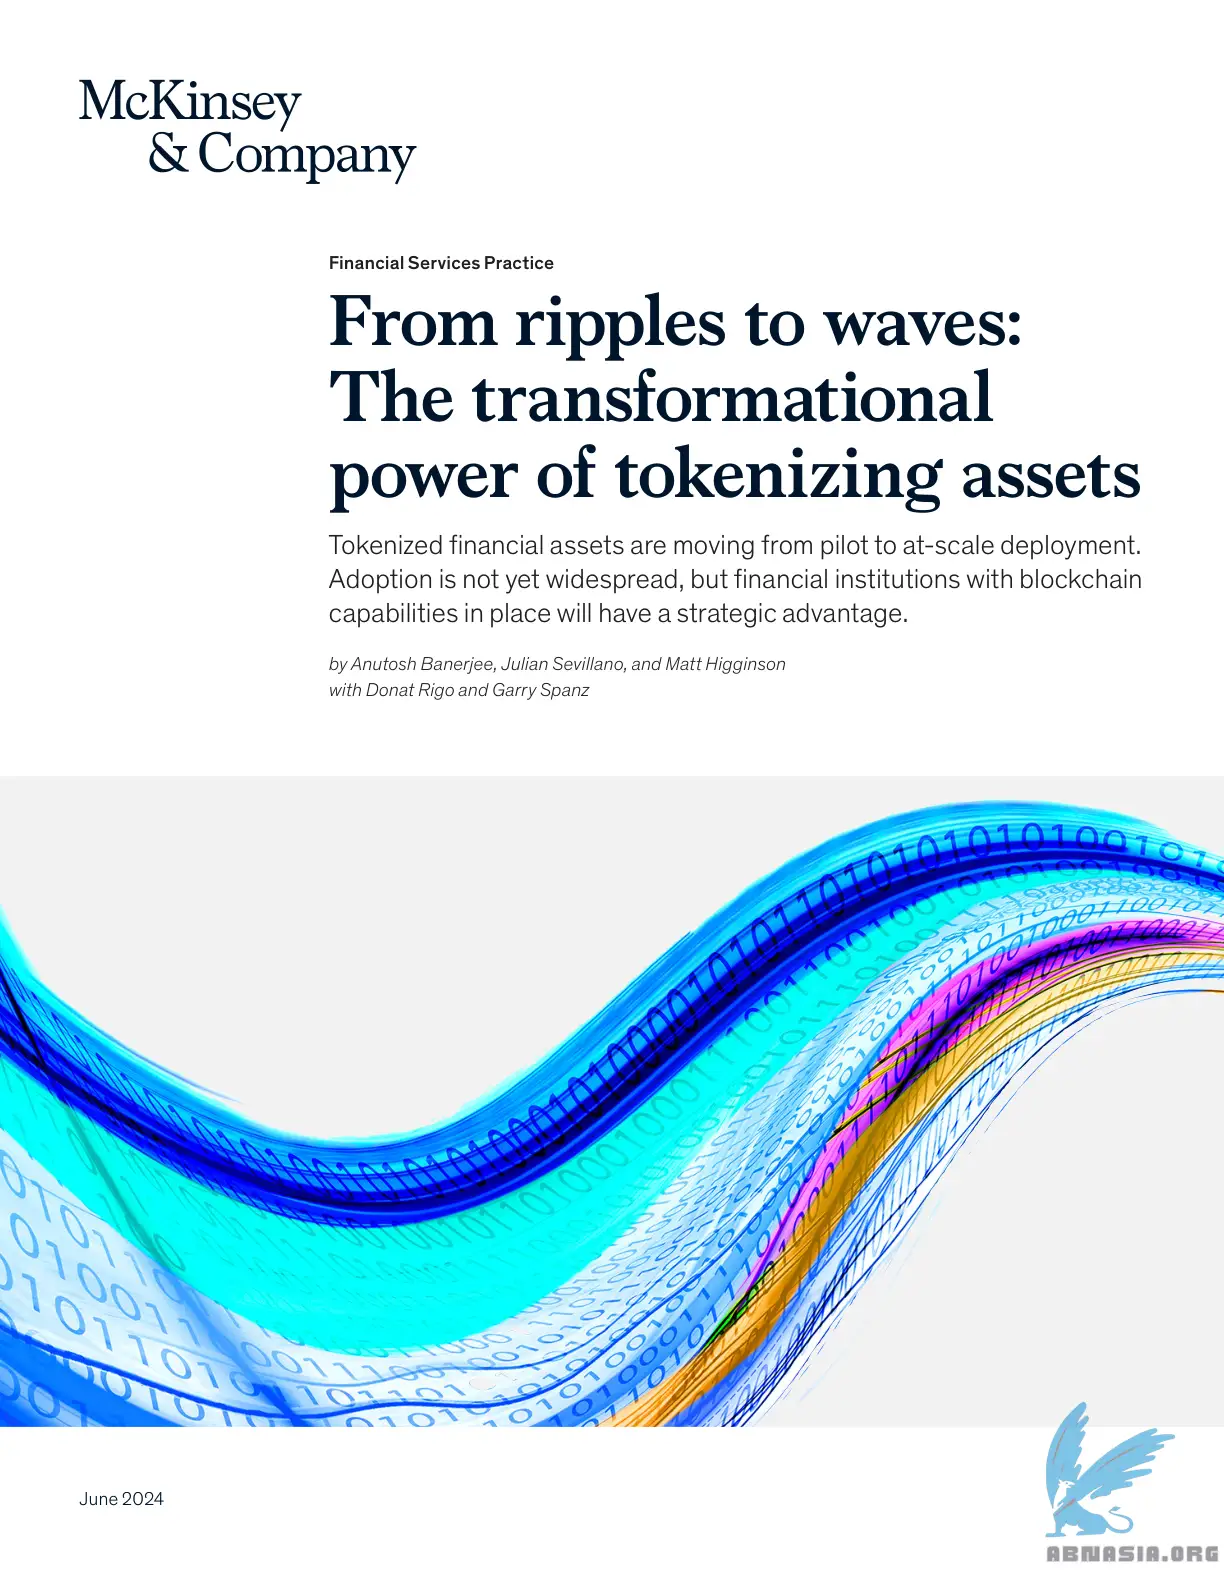 McKinsey
& Company
Financial Services Practice
From ripples to waves:
The transformational
power of tokenizing assets
Tokenized financial assets are moving from pilot to at-scale deployment.
Adoption is not yet widespread, but financial institutions with blockchain
capabilities in place will have a strategic advantage.
by Anutosh Banerjee, Julian Sevillano, and Matt Higginson
with Donat Rigo and Garry Spanz
June 2024
ABNASIA.ORG